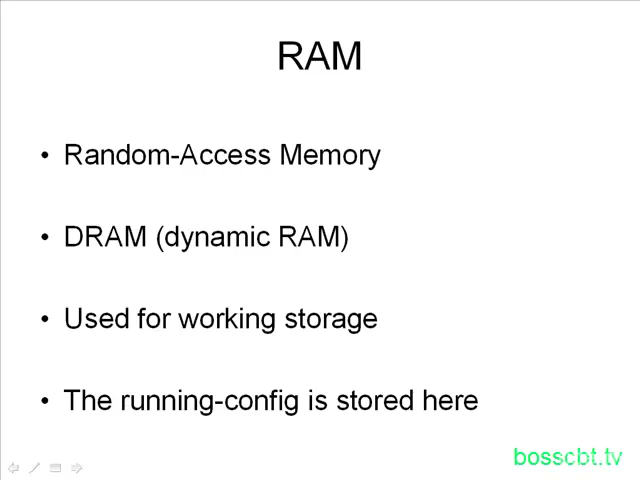 RAM
• Random-Access Memory
• DRAM (dynamic RAM)
• Used for working storage
• The running-config is stored here
bosscbt.tv